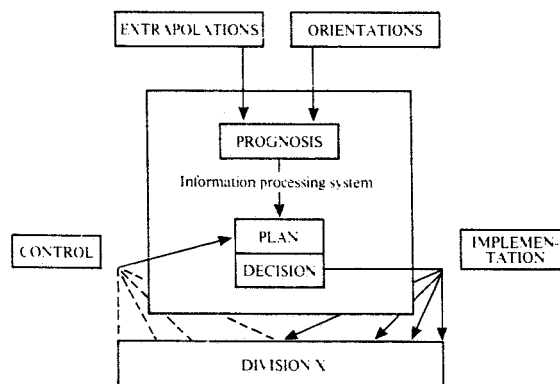 EXTRAPOLATIONS
ORIENTATIONS
PROGNOSIS
Information processing system
PLAN
CONTROL
IMPLEMEN-
TATION
DECISION
DIVISION X